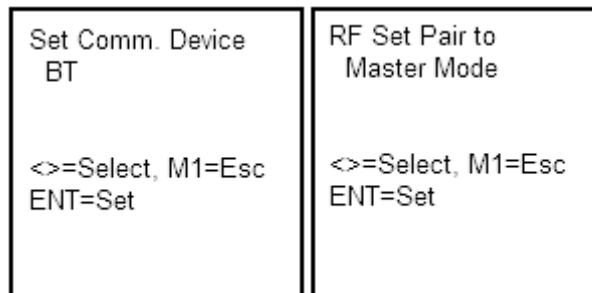 Set Comm. Device
BT
<>=Select, M1=Esc
ENT=Set
RF Set Pair to
Master Mode
<>=Select, M1=Esc
ENT=Set